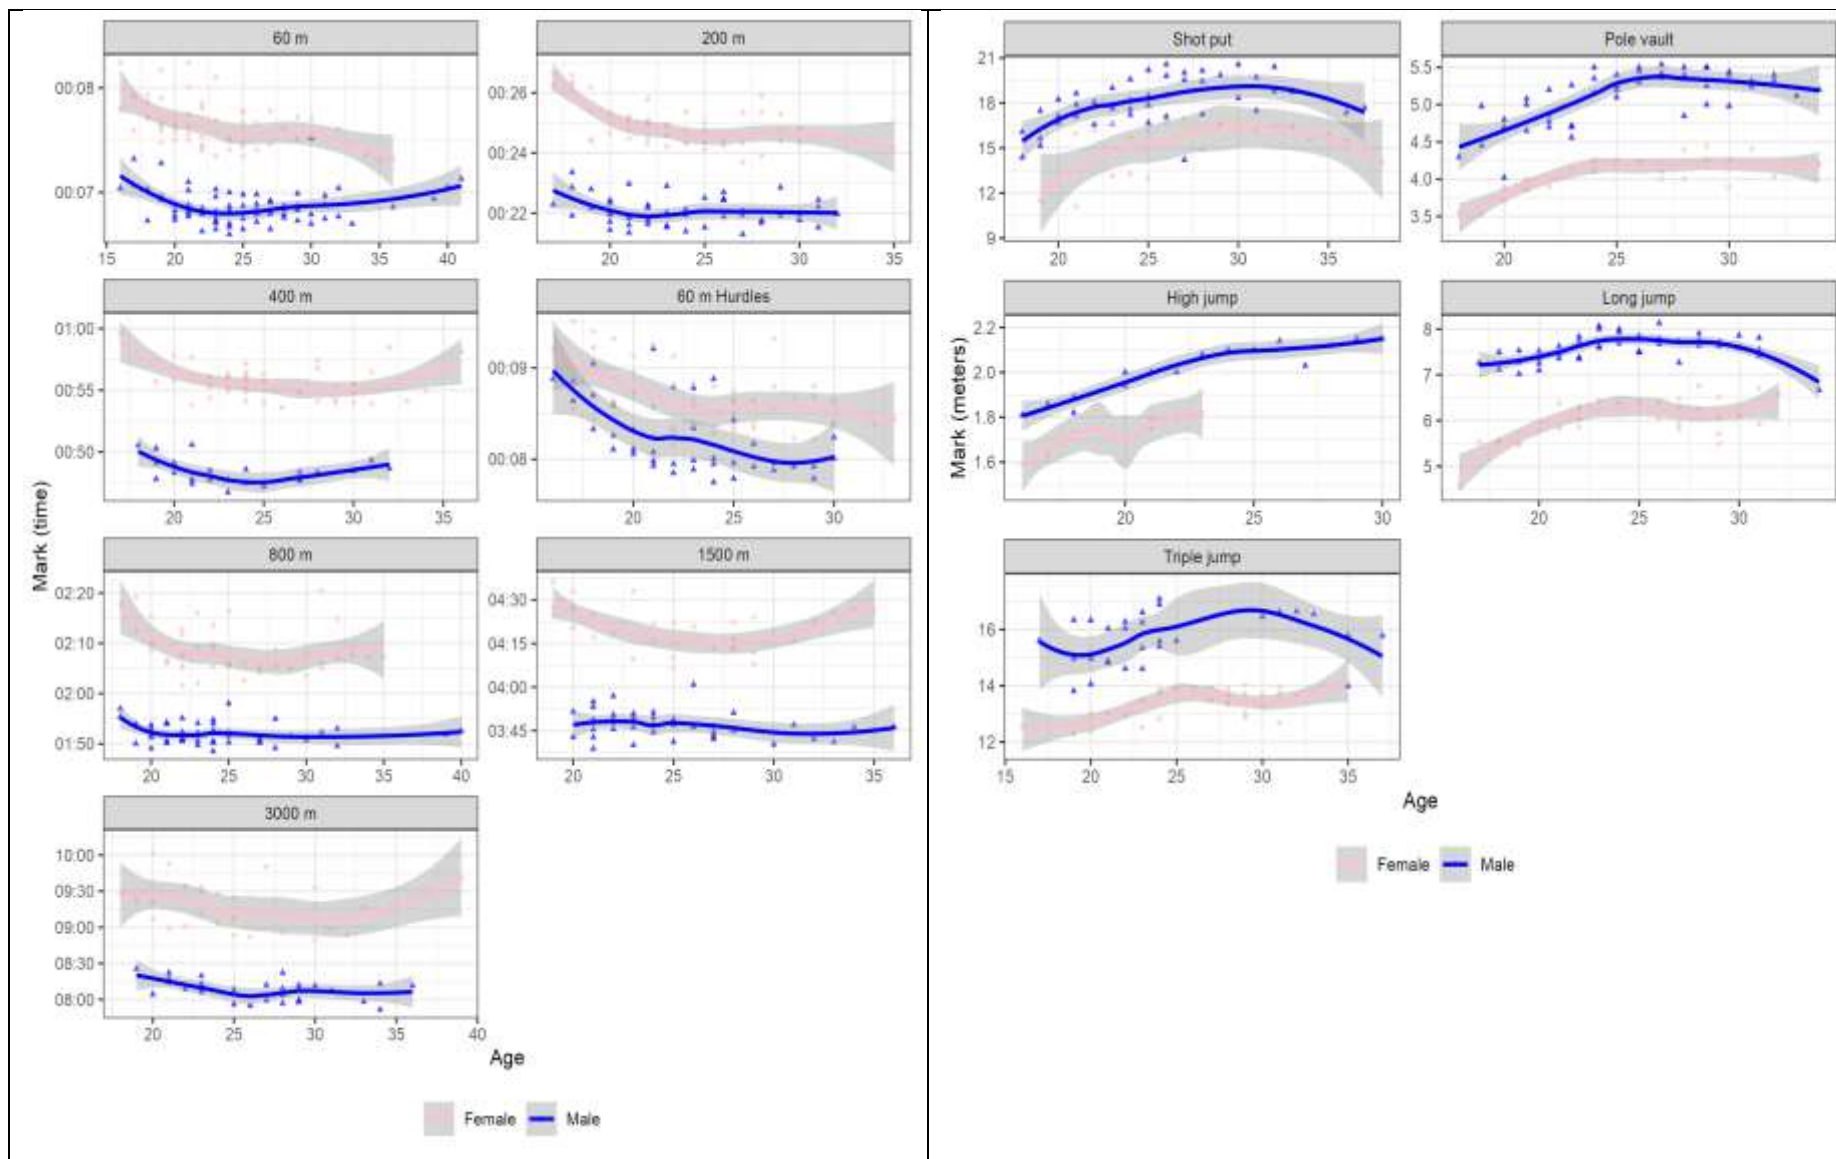 60 m
200 m
00:08
00:07
15 20 25 30 35 40
00:26
00:24
00:22
20 25 30 35
400 m
60 m Hurdles
01:00
00:55
00:50
20 25 30 35
00:09
00:08
20 25 30
800 m
1500 m
02:20
02:10
02:00
01:50
20 25 30 35 40
04:30
04:15
04:00
03:45
20 25 30 35
3000 m
10:00
09:30
09:00
08:30
08:00
20 25 30 35 40
Mark (time)
Age
Female Male
Shot put
Pole vault
21
18
15
12
9
20 25 30 35
5.5
5.0
4.5
4.0
3.5
20 25 30
High jump
Long jump
2.2
2.0
1.8
1.6
20 25 30
8
7
6
5
20 25 30
Triple jump
16
14
12
15 20 25 30 35
Mark (meters)
Age
Female Male